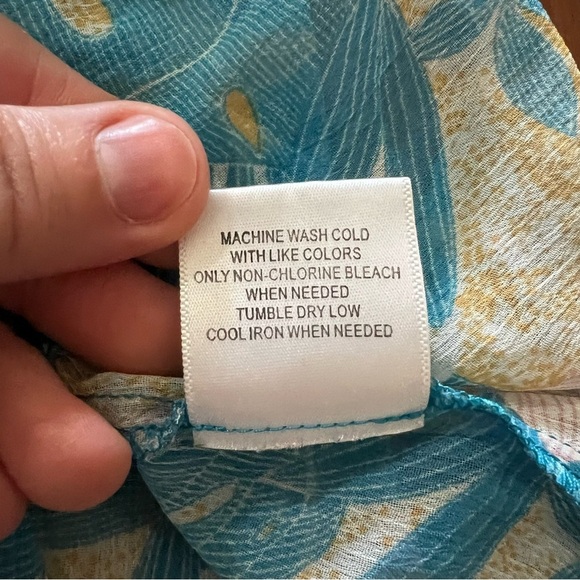 MACHINE WASH COLD
WITH LIKE COLORS
ONLY NON-CHLORINE BLEACH
WHEN NEEDED
TUMBLE DRY LOW
COOL IRON WHEN NEEDED